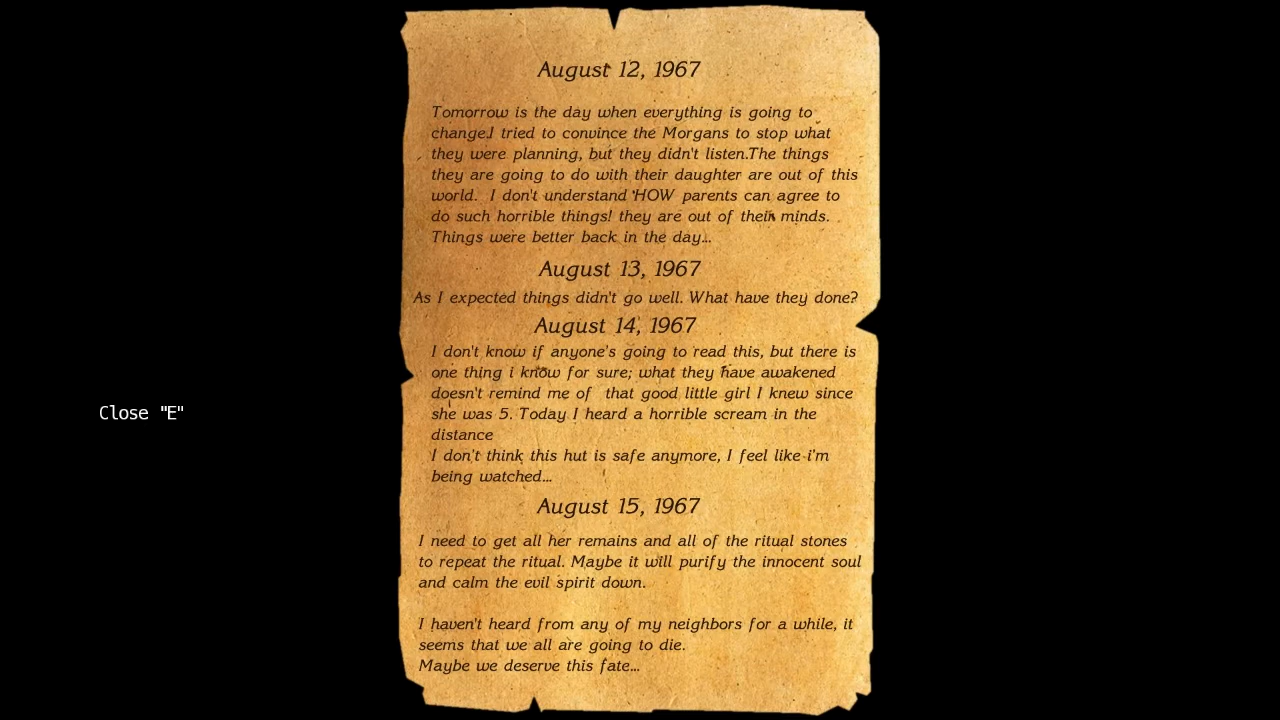 August 12, 1967
Tomorrow is the day when everything is going to
change.I tried to convince the Morgans to stop what
they were planning, but they didn't listen.The things
they are going to do with their daughter are out of this
world.  I don't understand HOW parents can agree to
do such horrible things! they are out of their minds.
Things were better back in the day...
August 13, 1967
As I expected things didn't go well. What have they done?
August 14, 1967
I don't know if anyone's going to read this, but there is
one thing i know for sure; what they have awakened
doesn't remind me of  that good little girl I knew since
she was 5. Today I heard a horrible scream in the
distance
Close "E"
I don't think this hut is safe anymore, I feel like i'm
being watched...
August 15, 1967
I need to get all her remains and all of the ritual stones
to repeat the ritual. Maybe it will purify the innocent soul
and calm the evil spirit down.
I haven't heard from any of my neighbors for a while, it
seems that we all are going to die.
Maybe we deserve this fate...